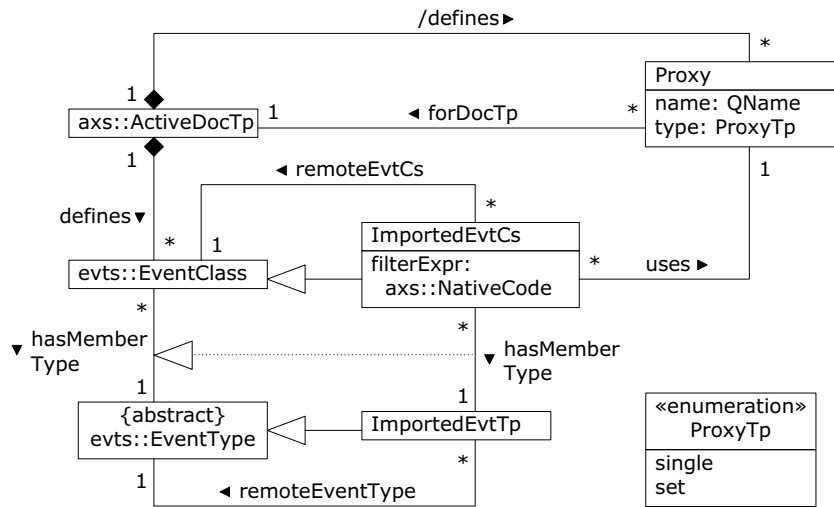 /defines ►
*
1
Proxy
name: QName
type: ProxyTp
axs::ActiveDocTp
1
◄ forDocTp
*
1
1
◄ remoteEvtCs
defines ▼
*
*
1
ImportedEvtCs
filterExpr:
axs::NativeCode
evts::EventClass
*
uses ►
*
*
▼ hasMember
Type
▼ hasMember
Type
1
1
{abstract}
evts::EventType
ImportedEvtTp
«enumeration»
ProxyTp
single
set
1
*
◄ remoteEventType